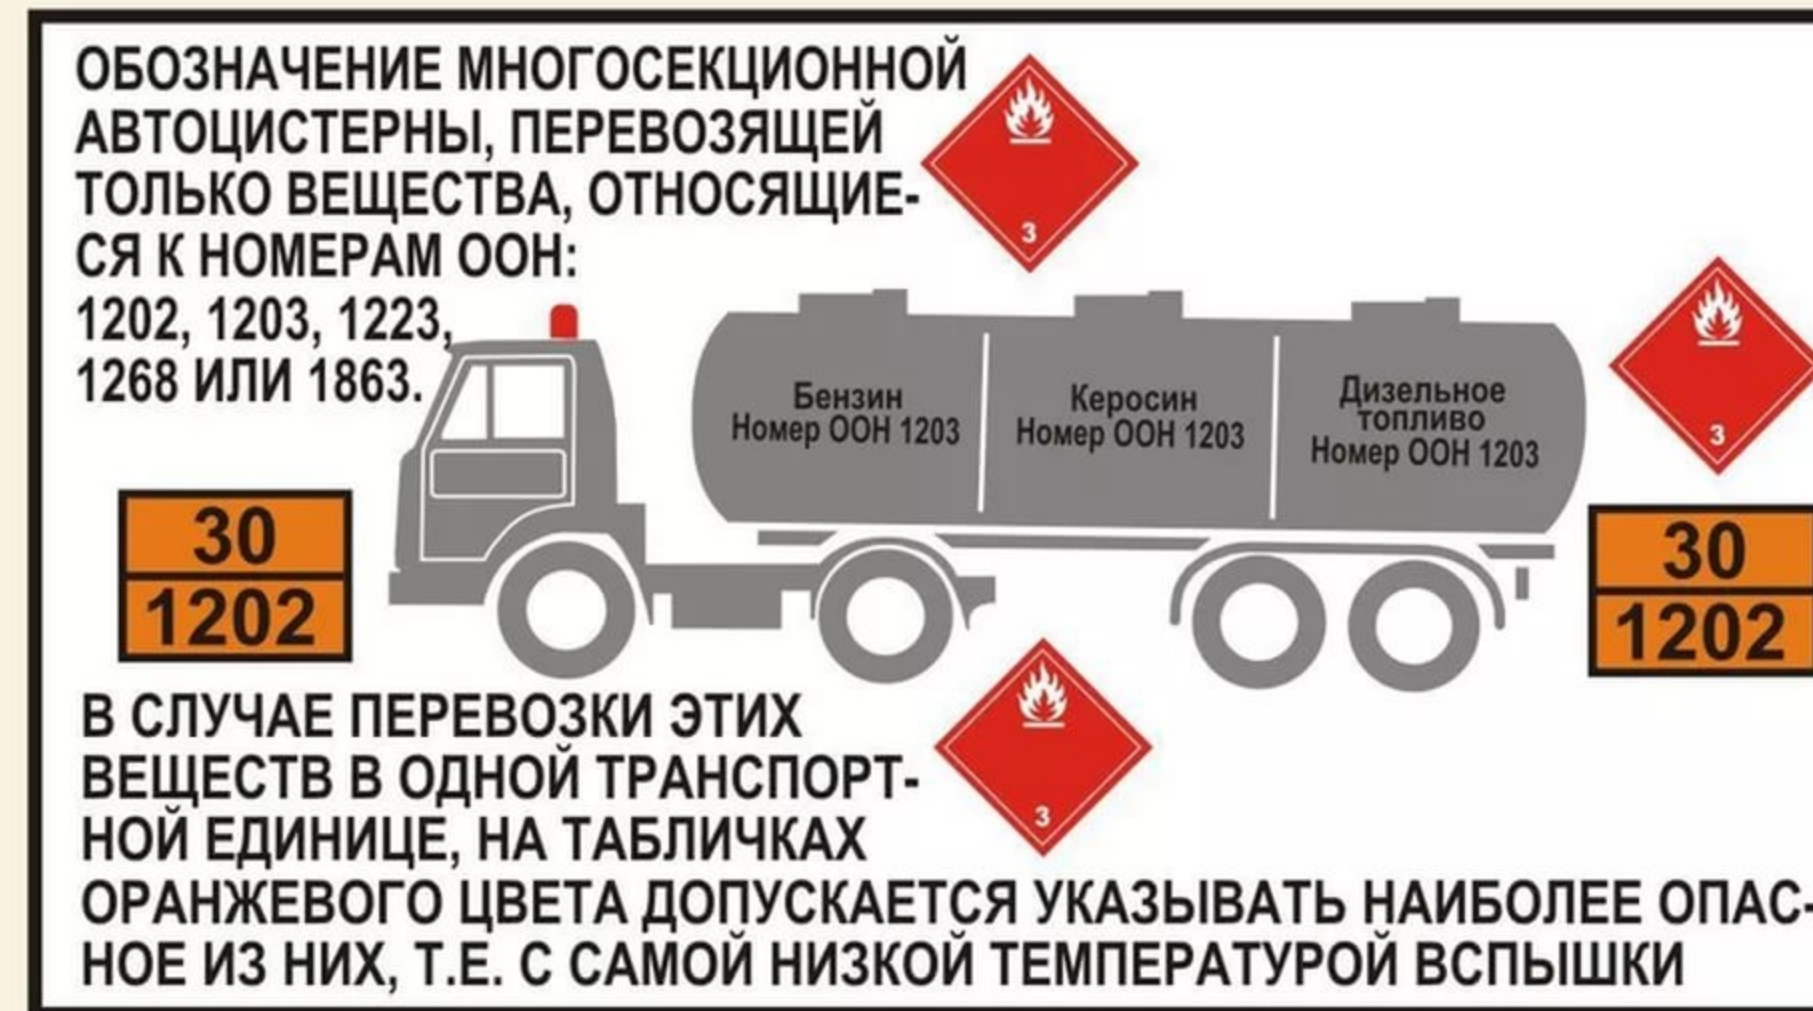 ОБОЗНАЧЕНИЕ МНОГОСЕКЦИОННОЙ
АВТОЦИСТЕРНЫ, ПЕРЕВОЗЯЩЕЙ
ТОЛЬКО ВЕЩЕСТВА, ОТНОСЯЩИЕ-
СЯ К НОМЕРАМ ООН:
1202, 1203, 1223,
1268 ИЛИ 1863.
3
3
Бензин
Номер ООН 1203
Керосин
Номер ООН 1203
Дизельное
топливо
Номер ООН 1203
30
1202
30
1202
3
В СЛУЧАЕ ПЕРЕВОЗКИ ЭТИХ
ВЕЩЕСТВ В ОДНОЙ ТРАНСПОРТ-
НОЙ ЕДИНИЦЕ, НА ТАБЛИЧКАХ
ОРАНЖЕВОГО ЦВЕТА ДОПУСКАЕТСЯ УКАЗЫВАТЬ НАИБОЛЕЕ ОПАС-
НОЕ ИЗ НИХ, Т.Е. С САМОЙ НИЗКОЙ ТЕМПЕРАТУРОЙ ВСПЫШКИ